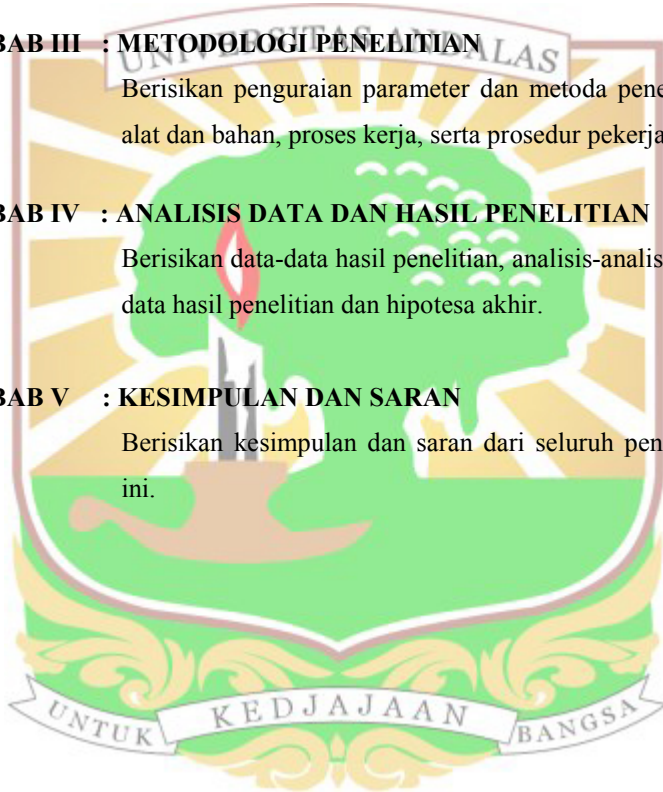 UNIVERSITAS ANDALAS
BAB III : METODOLOGI PENELITIAN
Berisikan penguraian parameter dan metoda pene
alat dan bahan, proses kerja, serta prosedur pekerja
BAB IV : ANALISIS DATA DAN HASIL PENELITIAN
Berisikan data-data hasil penelitian, analisis-analis
data hasil penelitian dan hipotesa akhir.
BAB V : KESIMPULAN DAN SARAN
Berisikan kesimpulan dan saran dari seluruh pen
ini.
UNTUK KEDJAJAAN BANGSA